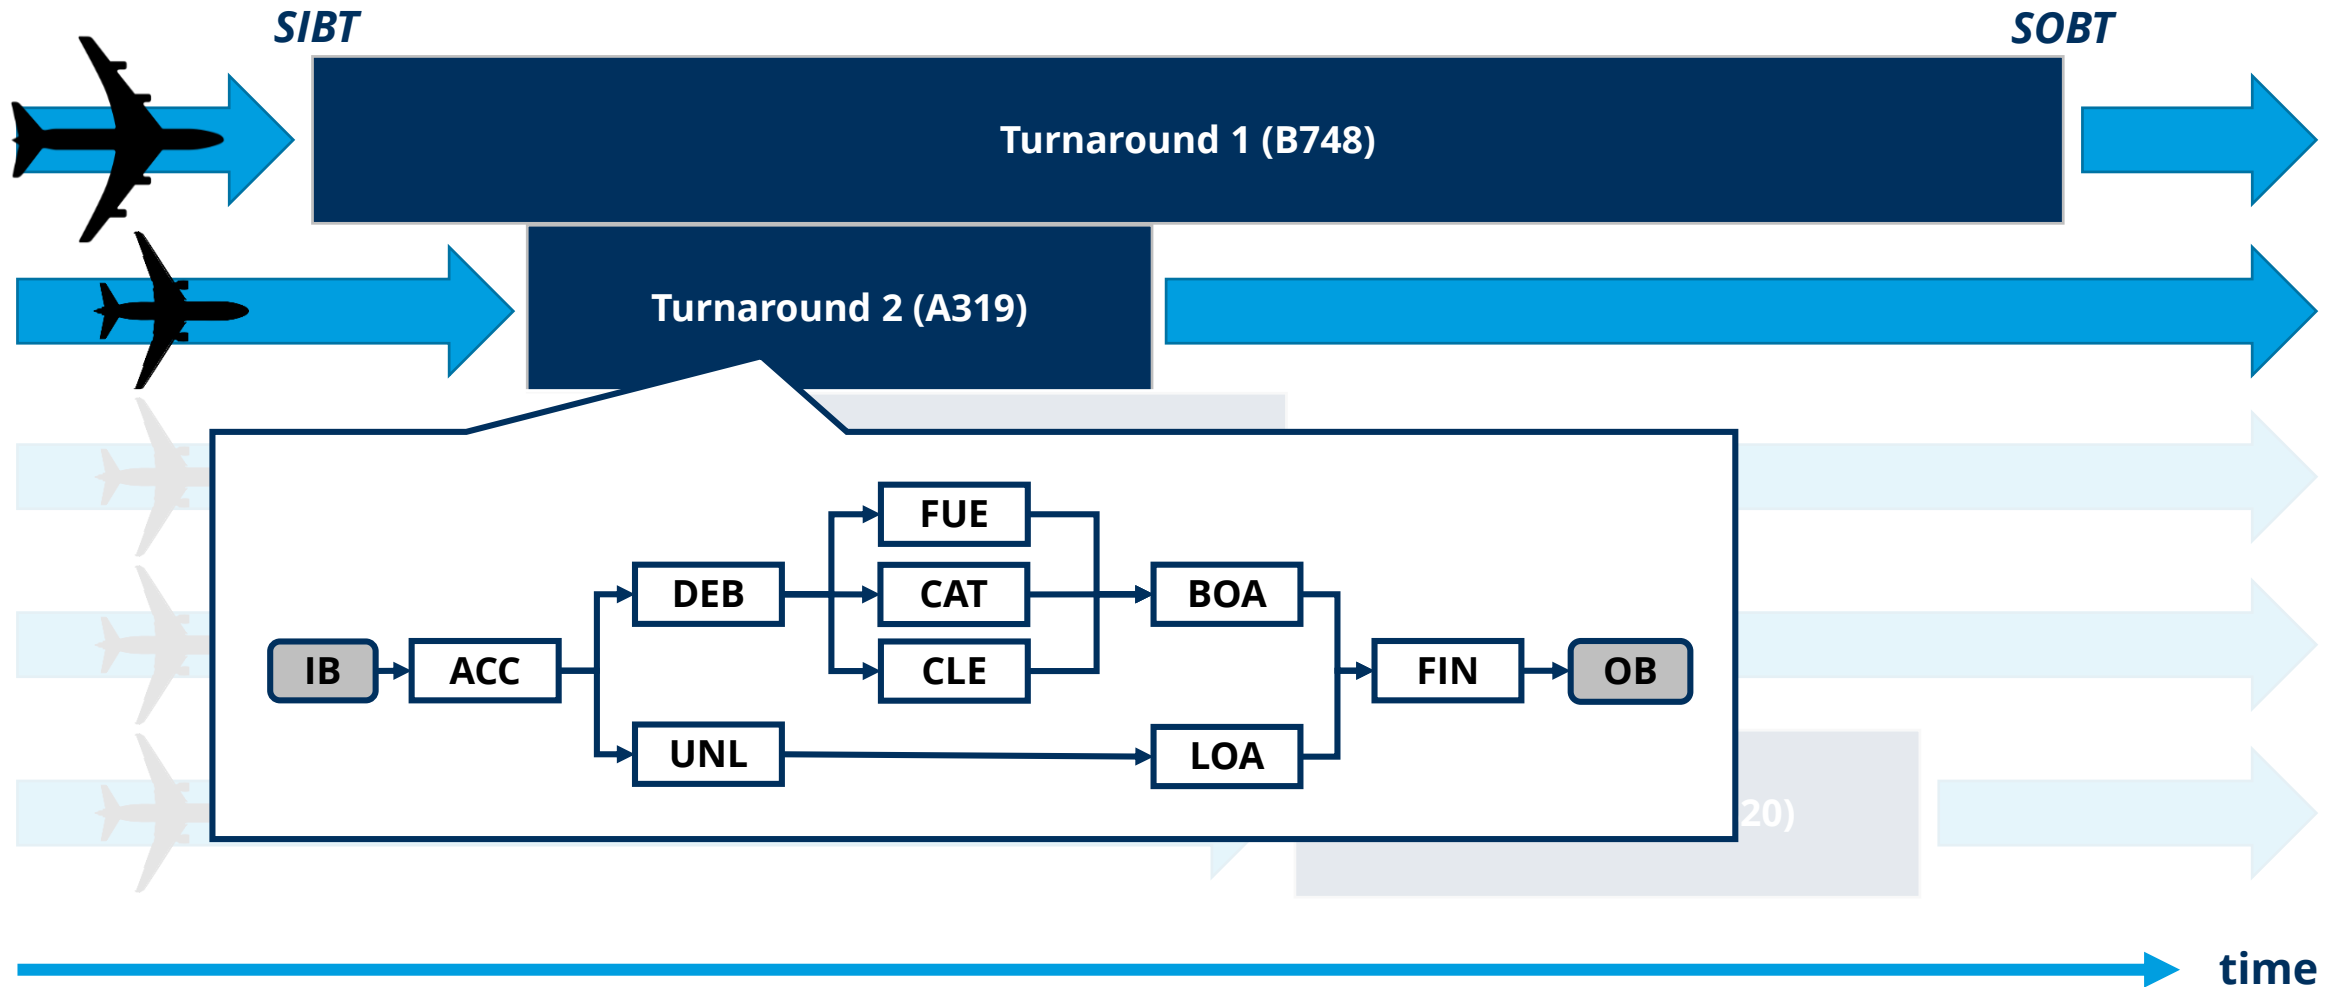 SIBT
SOBT
Turnaround 1 (B748)
Turnaround 2 (A319)
FUE
DEB
CAT
BOA
IB
ACC
CLE
FIN
OB
UNL
LOA
20)
time